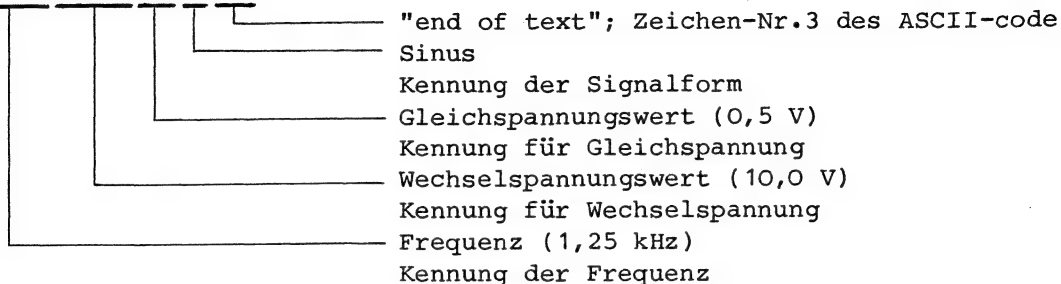 "end of text"; Zeichen-Nr.3 des ASCII-code
Sinus
Kennung der Signalform
Gleichspannungswert (0,5 V)
Kennung für Gleichspannung
Wechselspannungswert (10,0 V)
Kennung für Wechselspannung
Frequenz (1,25 kHz)
Kennung der Frequenz